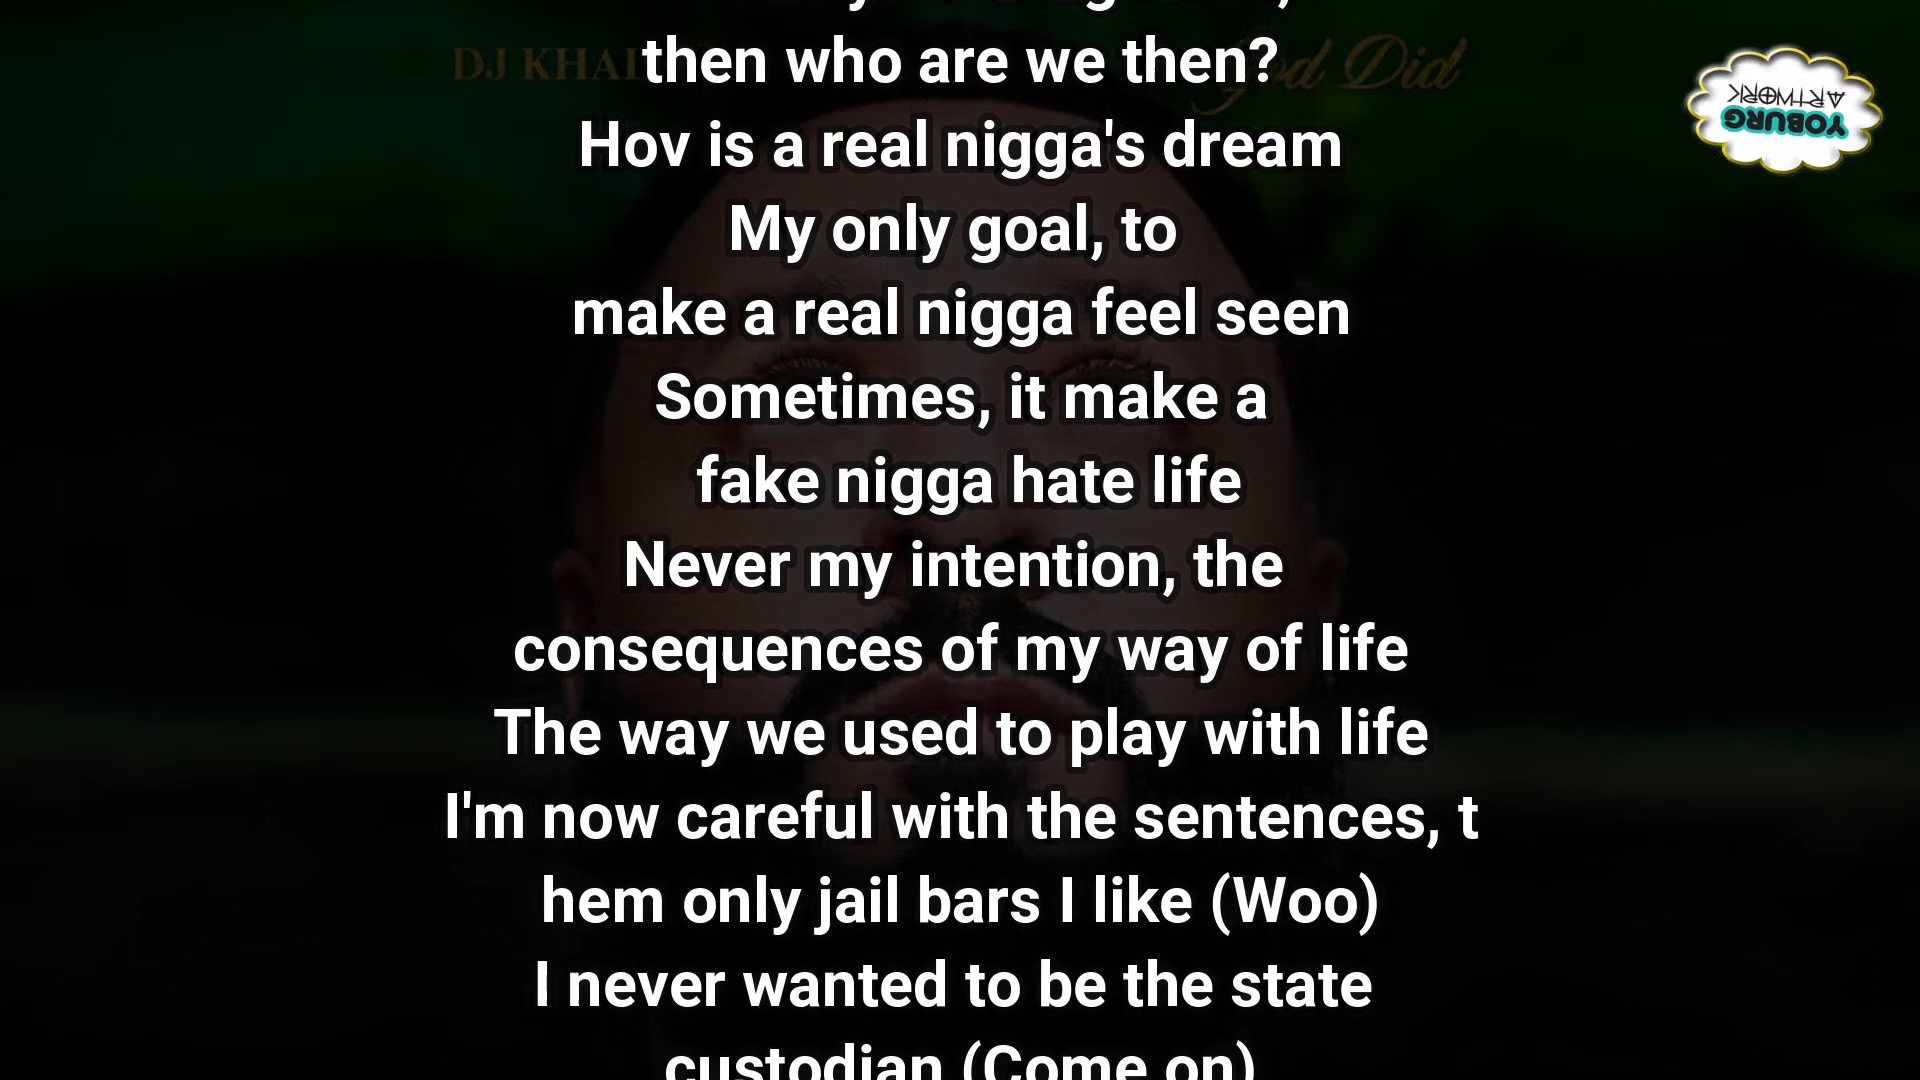 DJ KHAL
od Did
then who are we then?
Hov is a real nigga's dream
My only goal, to
make a real nigga feel seen
Sometimes, it make a
fake nigga hate life
Never my intention, the
consequences of my way of life
The way we used to play with life
I'm now careful with the sentences, t
hem only jail bars I like (Woo)
I never wanted to be the state
custodian (Come on)
YOBURG
ARTWORK